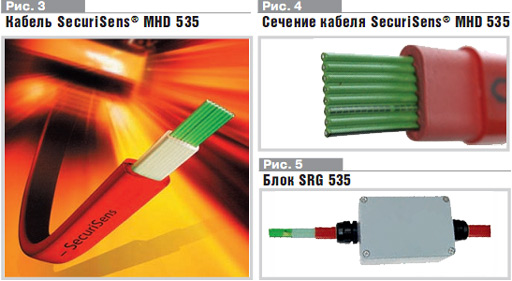 Рис. 3
Кабель SecuriSens® MHD 535
SecuriSens
Рис. 4
Сечение кабеля SecuriSens® MHD 535
Рис. 5
Блок SRG 535